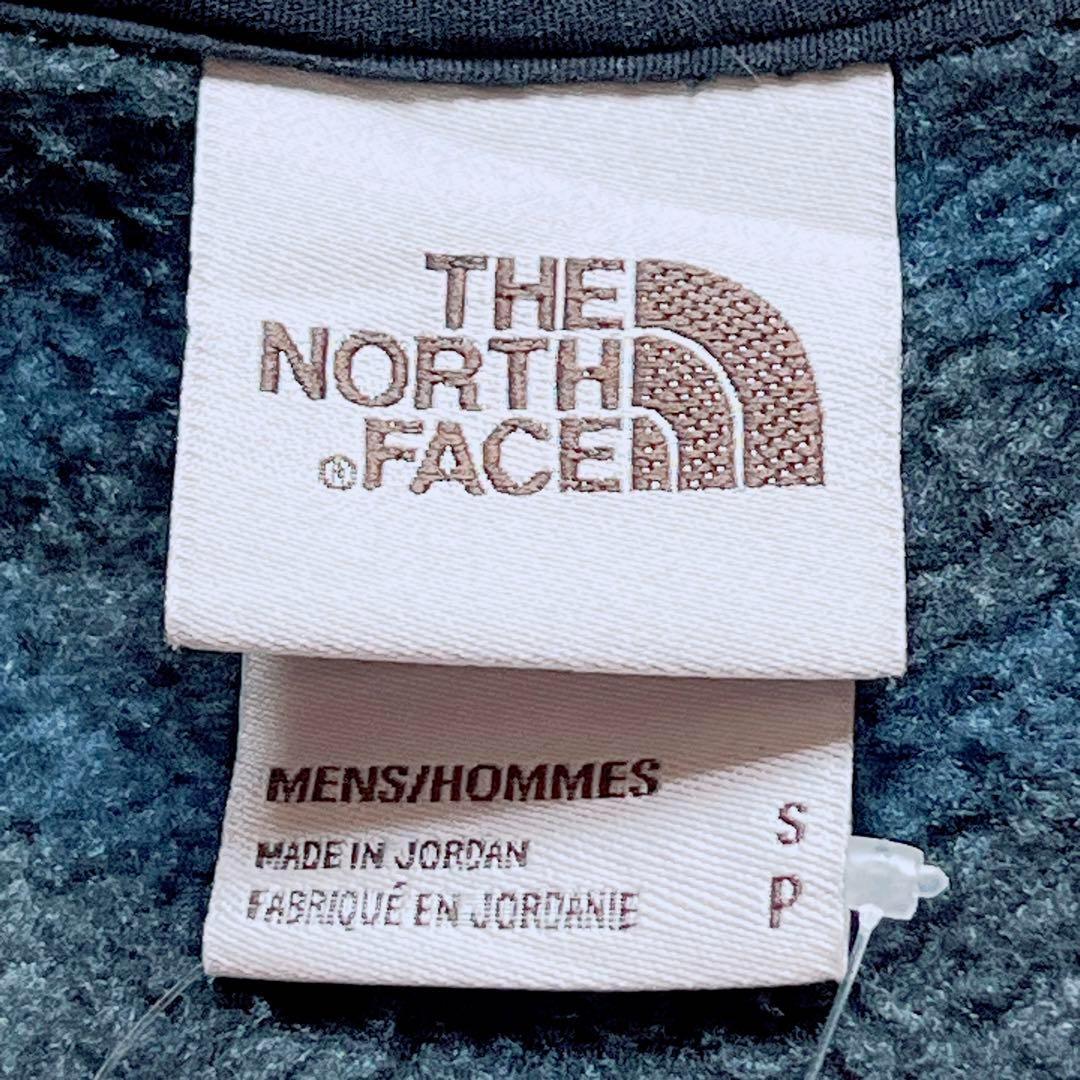 THE
NORTH
®FACE
MENS/HOMMES
S
MADE IN JORDAN
P
FABRIQUÉ EN JORDANIE